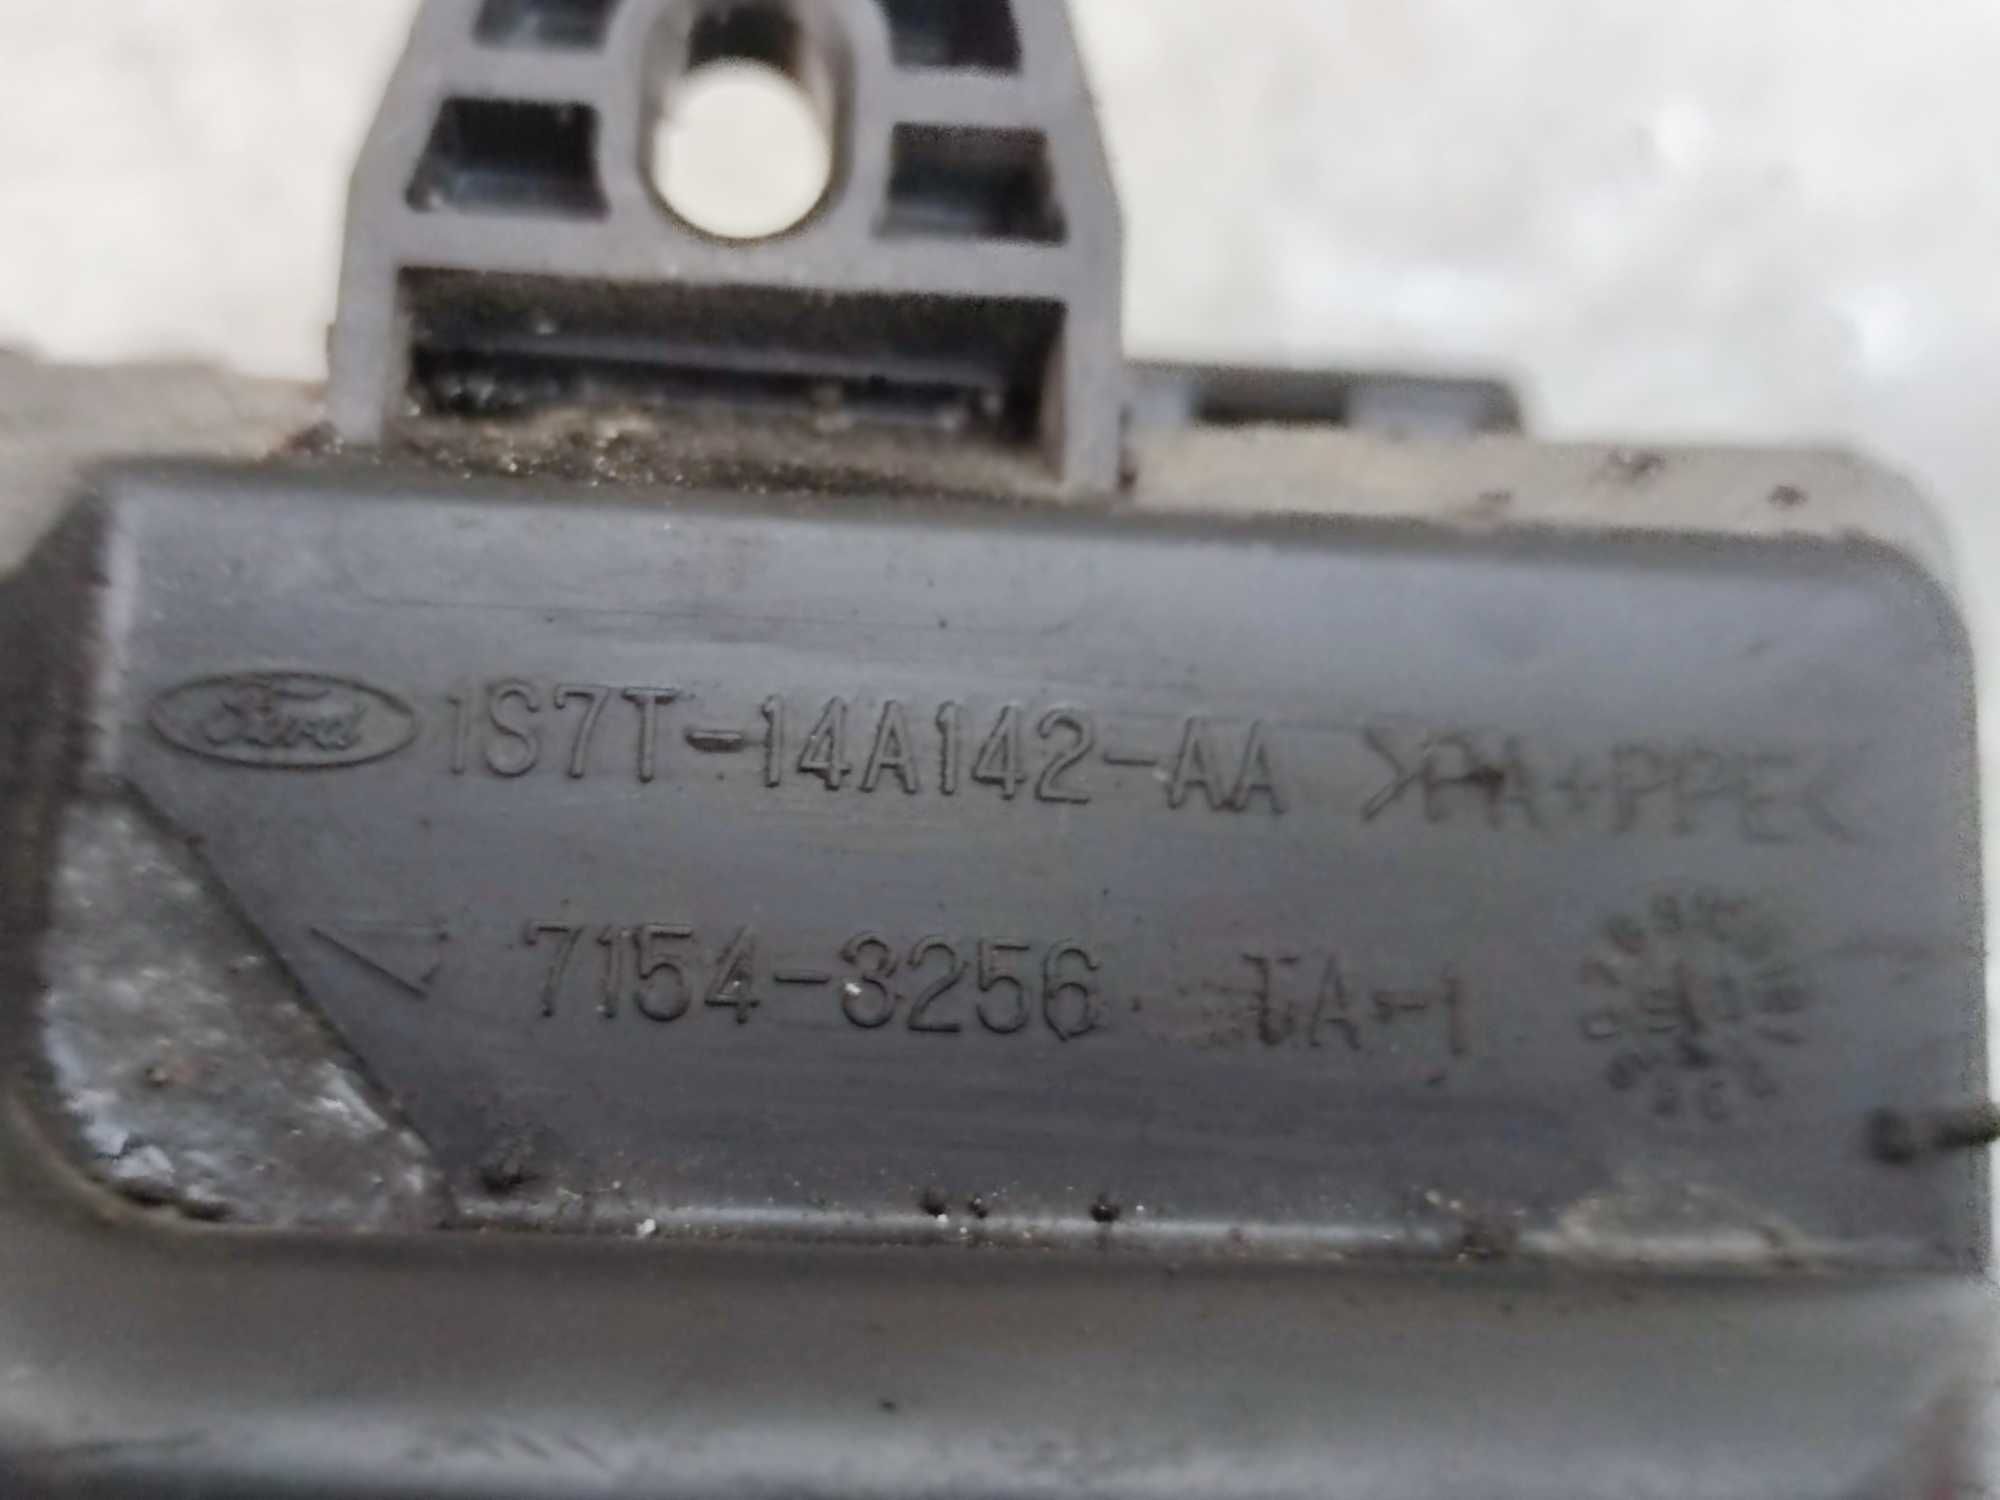 Ford 1S7T-14A142-AA >PA+PPE<
7154-3256 TA-1